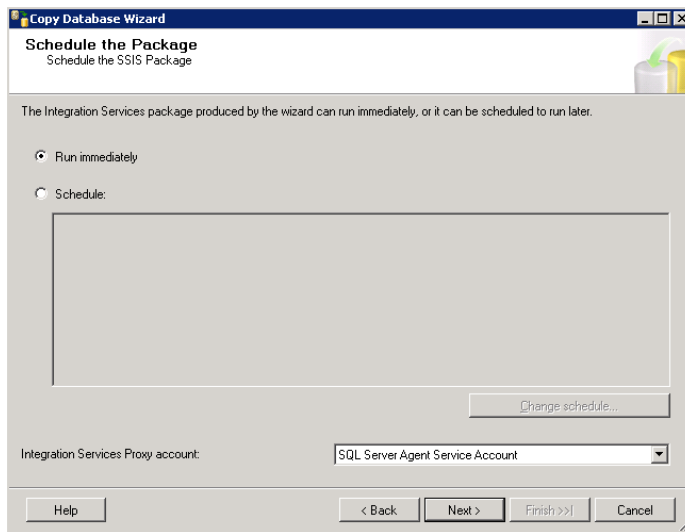 Copy Database Wizard
Schedule the Package
Schedule the SSIS Package
The Integration Services package produced by the wizard can run immediately, or it can be scheduled to run later.
Run immediately
Schedule:
Change schedule...
Integration Services Proxy account: SQL Server Agent Service Account
Help < Back Next > Finish >>| Cancel